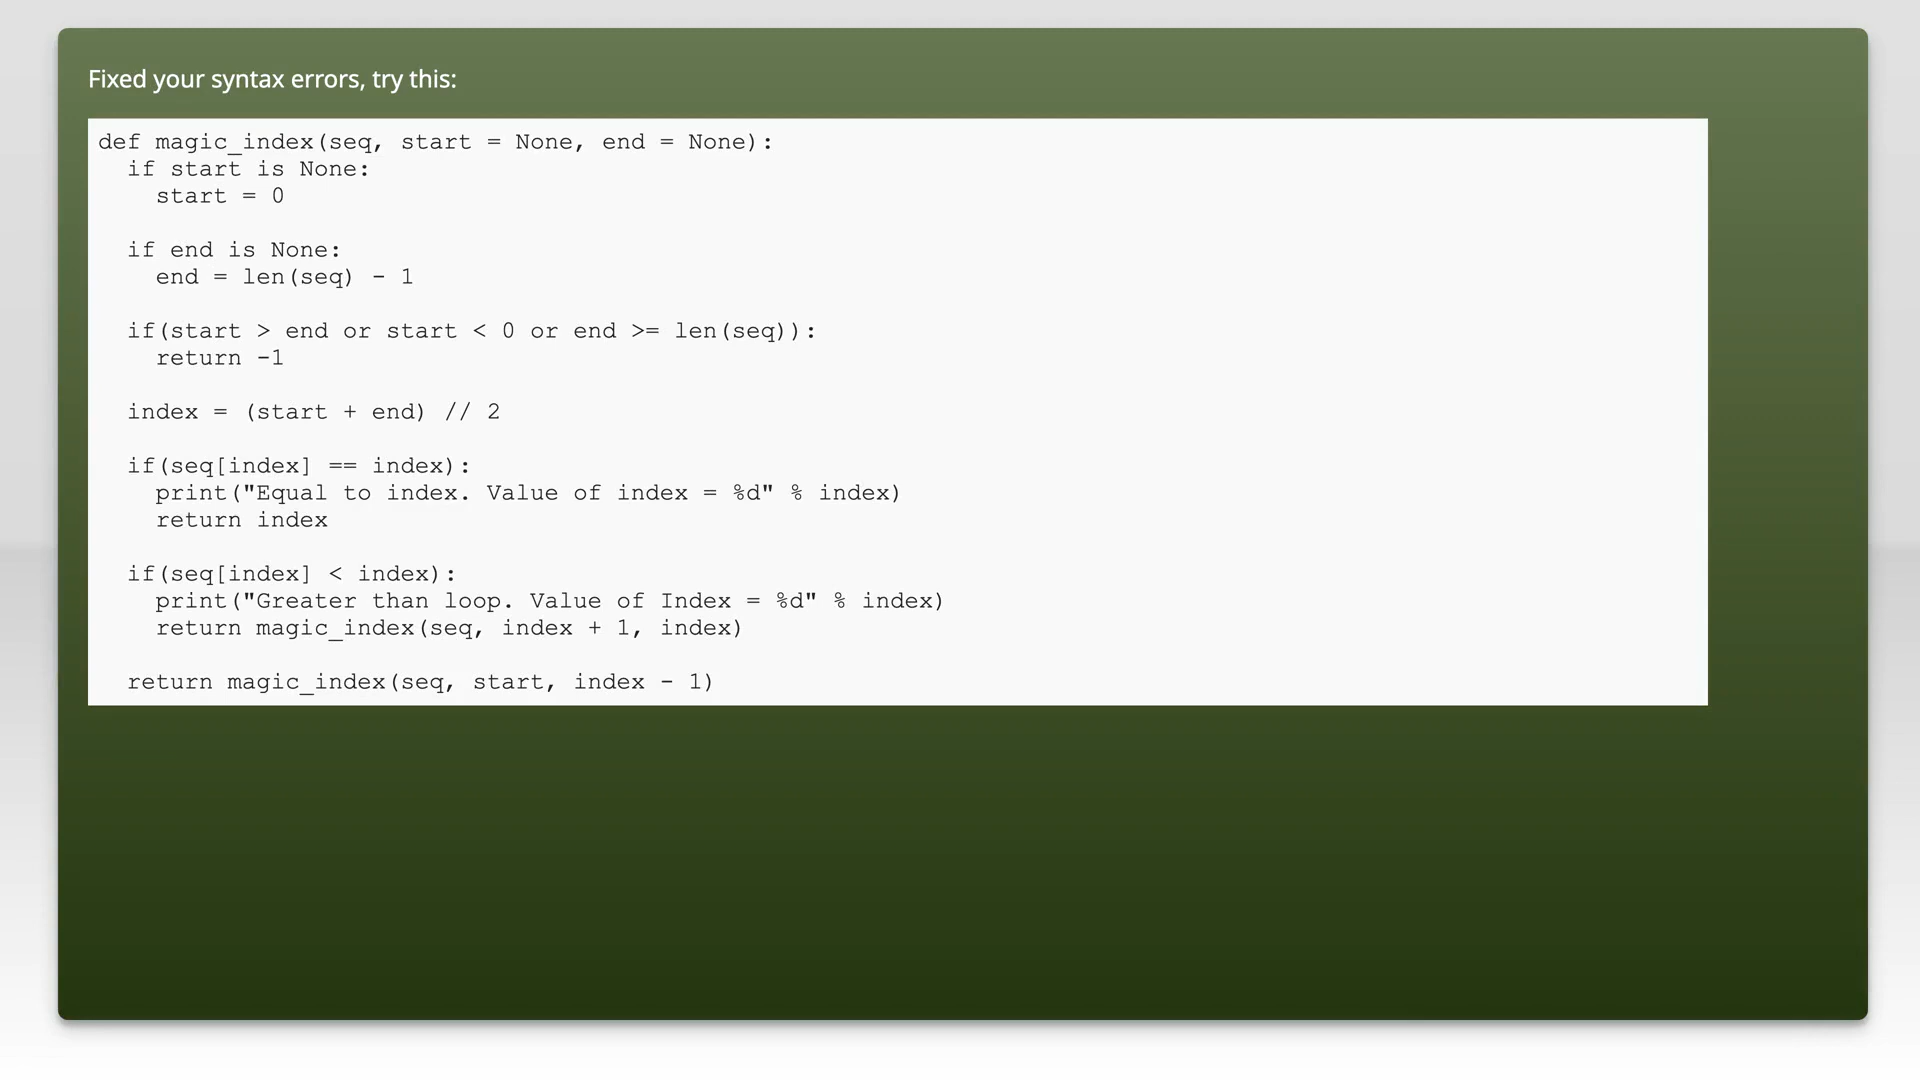 Fixed your syntax errors, try this:
def magic_index(seq, start = None, end = None):
  if start is None:
    start = 0

  if end is None:
    end = len(seq) - 1

  if(start > end or start < 0 or end >= len(seq)):
    return -1

  index = (start + end) // 2

  if(seq[index] == index):
    print("Equal to index. Value of index = %d" % index)
    return index

  if(seq[index] < index):
    print("Greater than loop. Value of Index = %d" % index)
    return magic_index(seq, index + 1, index)

  return magic_index(seq, start, index - 1)